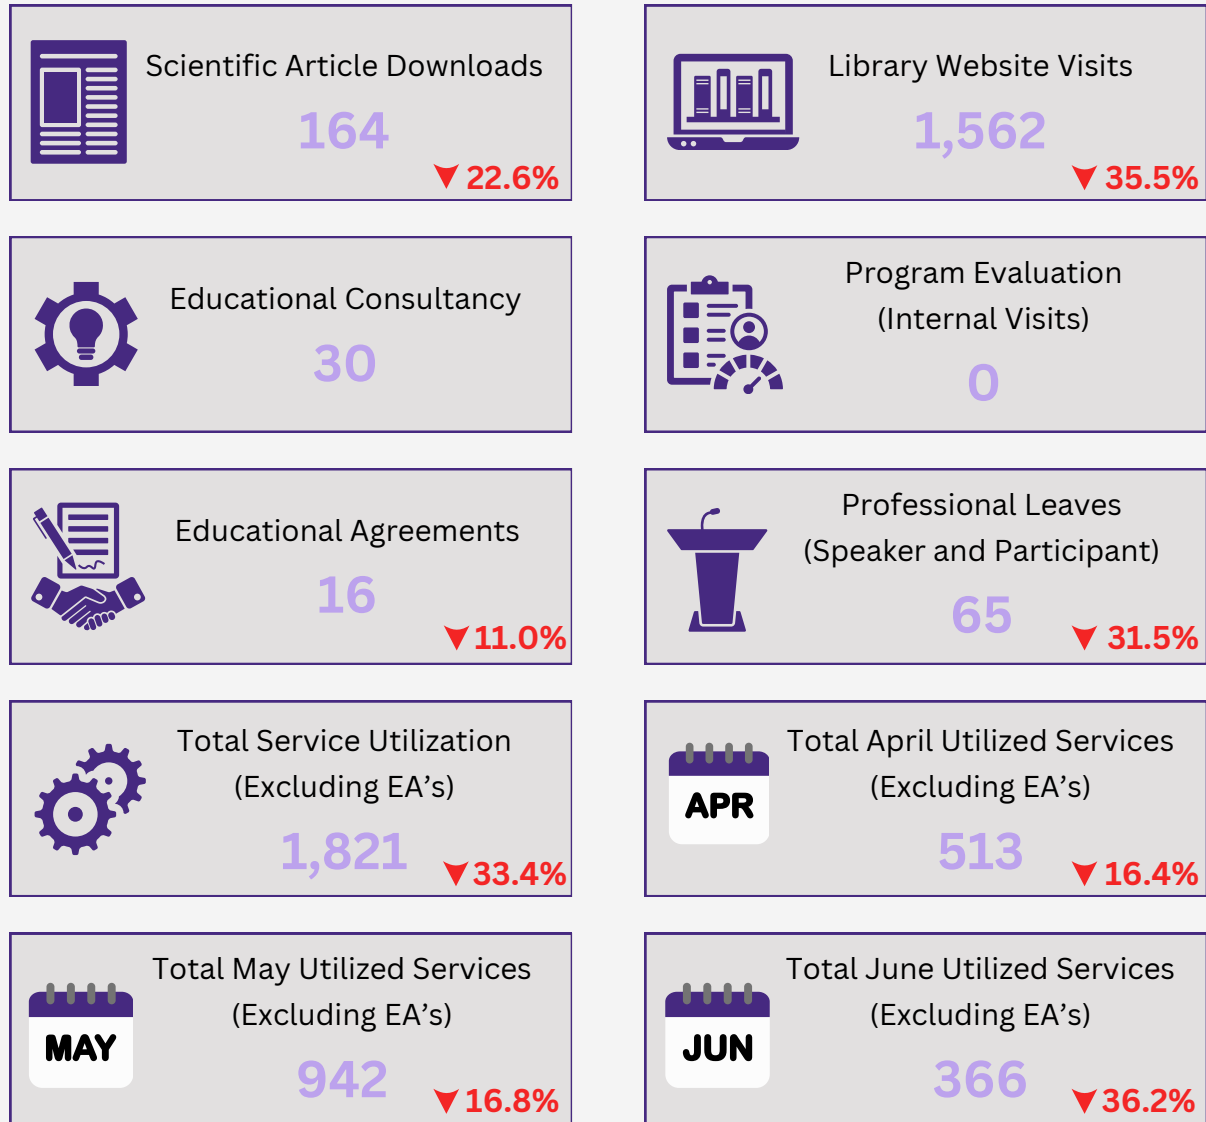 Scientific Article Downloads
164
▼ 22.6%
Library Website Visits
1,562
▼ 35.5%
Educational Consultancy
30
Program Evaluation
(Internal Visits)
0
Educational Agreements
16
▼ 11.0%
Professional Leaves
(Speaker and Participant)
65
▼ 31.5%
Total Service Utilization
(Excluding EA’s)
1,821
▼ 33.4%
APR
Total April Utilized Services
(Excluding EA’s)
513
▼ 16.4%
MAY
Total May Utilized Services
(Excluding EA’s)
942
▼ 16.8%
JUN
Total June Utilized Services
(Excluding EA’s)
366
▼ 36.2%